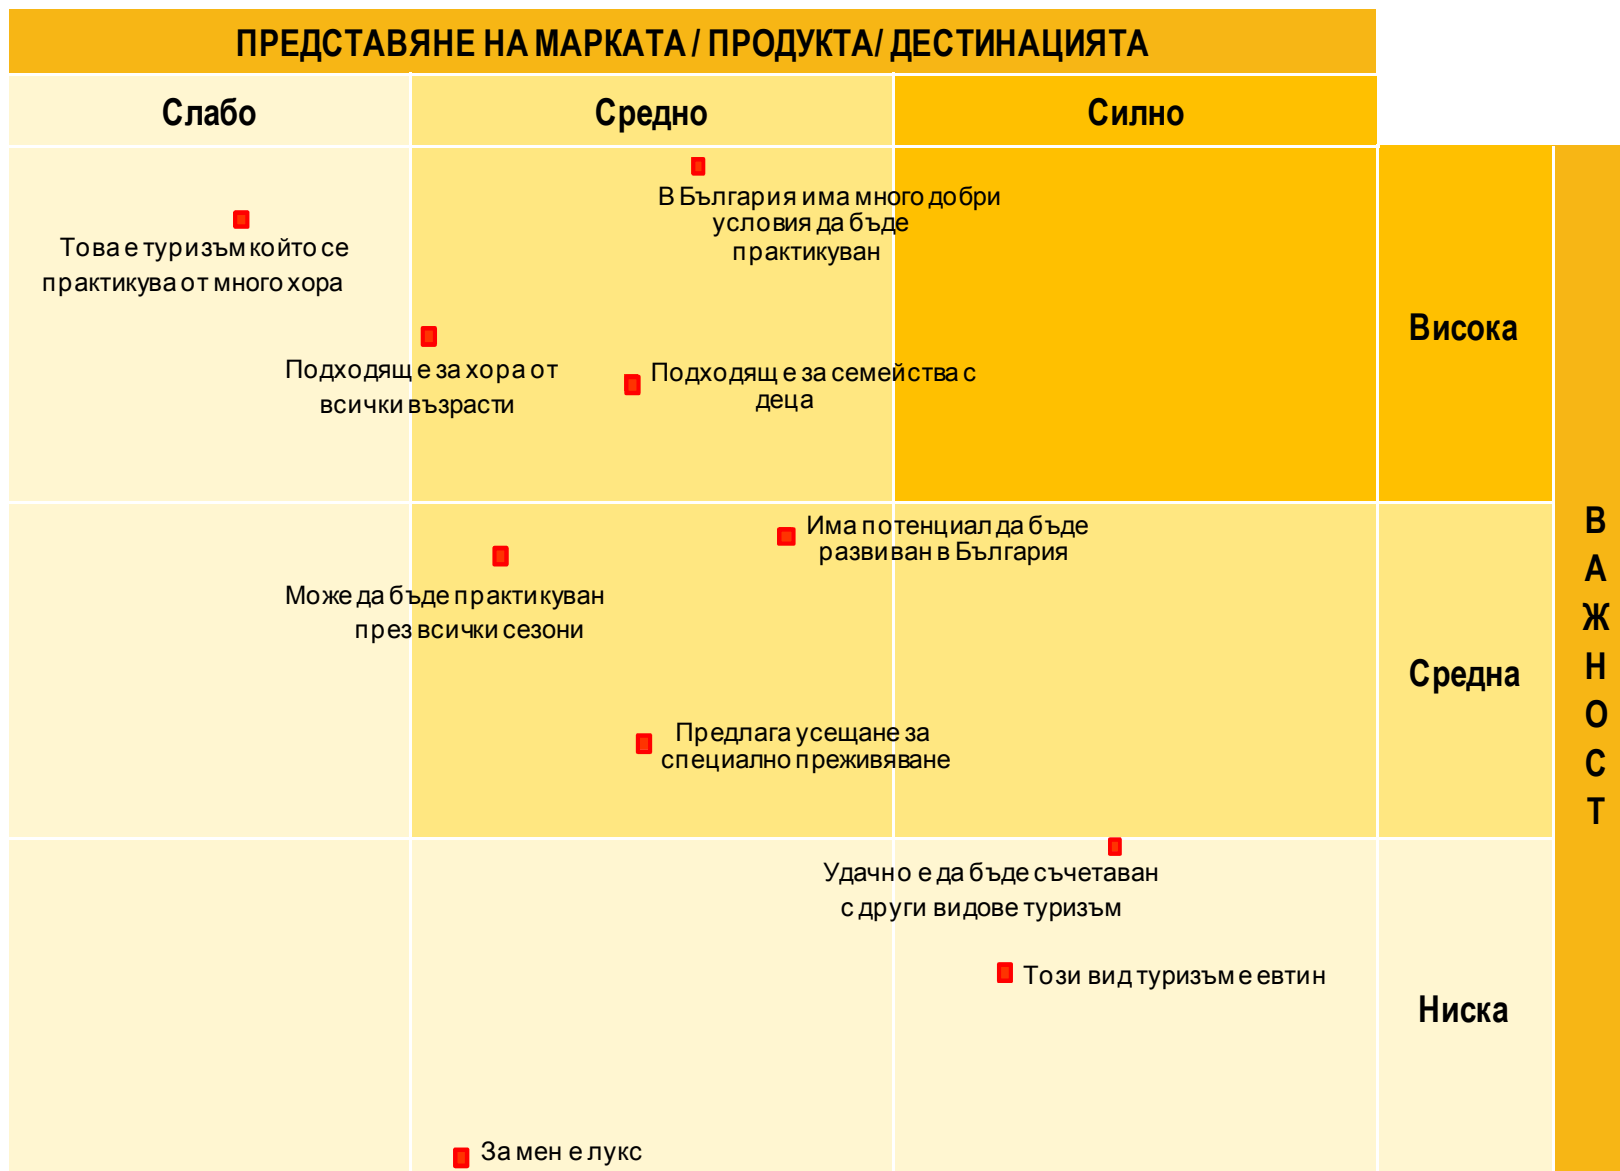 ПРЕДСТАВЯНЕ НА МАРКАТА / ПРОДУКТА/ ДЕСТИНАЦИЯТА
Слабо
Средно
Силно
В България има много добри
условия да бъде
практикуван
Това е туризъм който се
практикува от много хора
Висока
Подходящ е за хора от
всички възрасти
Подходящ е за семейства с
деца
Има потенциал да бъде
развиван в България
Може да бъде практикуван
през всички сезони
Средна
Предлага усещане за
специално преживяване
В
А
Ж
Н
О
С
Т
Удачно е да бъде съчетаван
с други видове туризъм
Този вид туризъм е евтин
Ниска
За мен е лукс